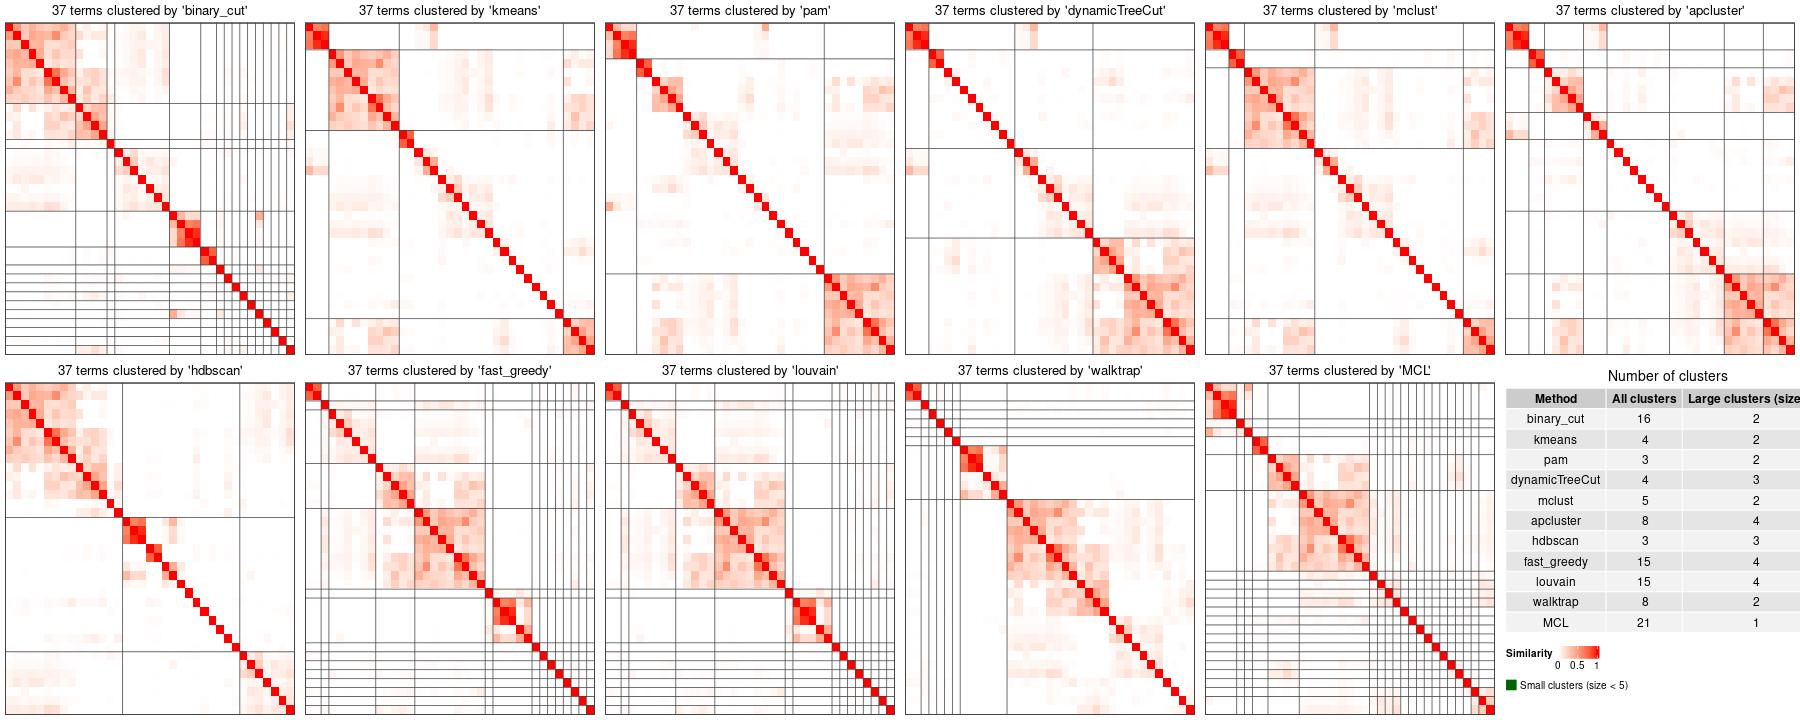 37 terms clustered by 'binary_cut'
37 terms clustered by 'kmeans'
37 terms clustered by 'pam'
37 terms clustered by 'dynamicTreeCut'
37 terms clustered by 'mclust'
37 terms clustered by 'apcluster'
37 terms clustered by 'hdbscan'
37 terms clustered by 'fast_greedy'
37 terms clustered by 'louvain'
37 terms clustered by 'walktrap'
37 terms clustered by 'MCL'
Number of clusters
Method All clusters Large clusters (size
binary_cut 16 2
kmeans 4 2
pam 3 2
dynamicTreeCut 4 3
mclust 5 2
apcluster 8 4
hdbscan 3 3
fast_greedy 15 4
louvain 15 4
walktrap 8 2
MCL 21 1
Similarity
0 0.5 1
Small clusters (size < 5)